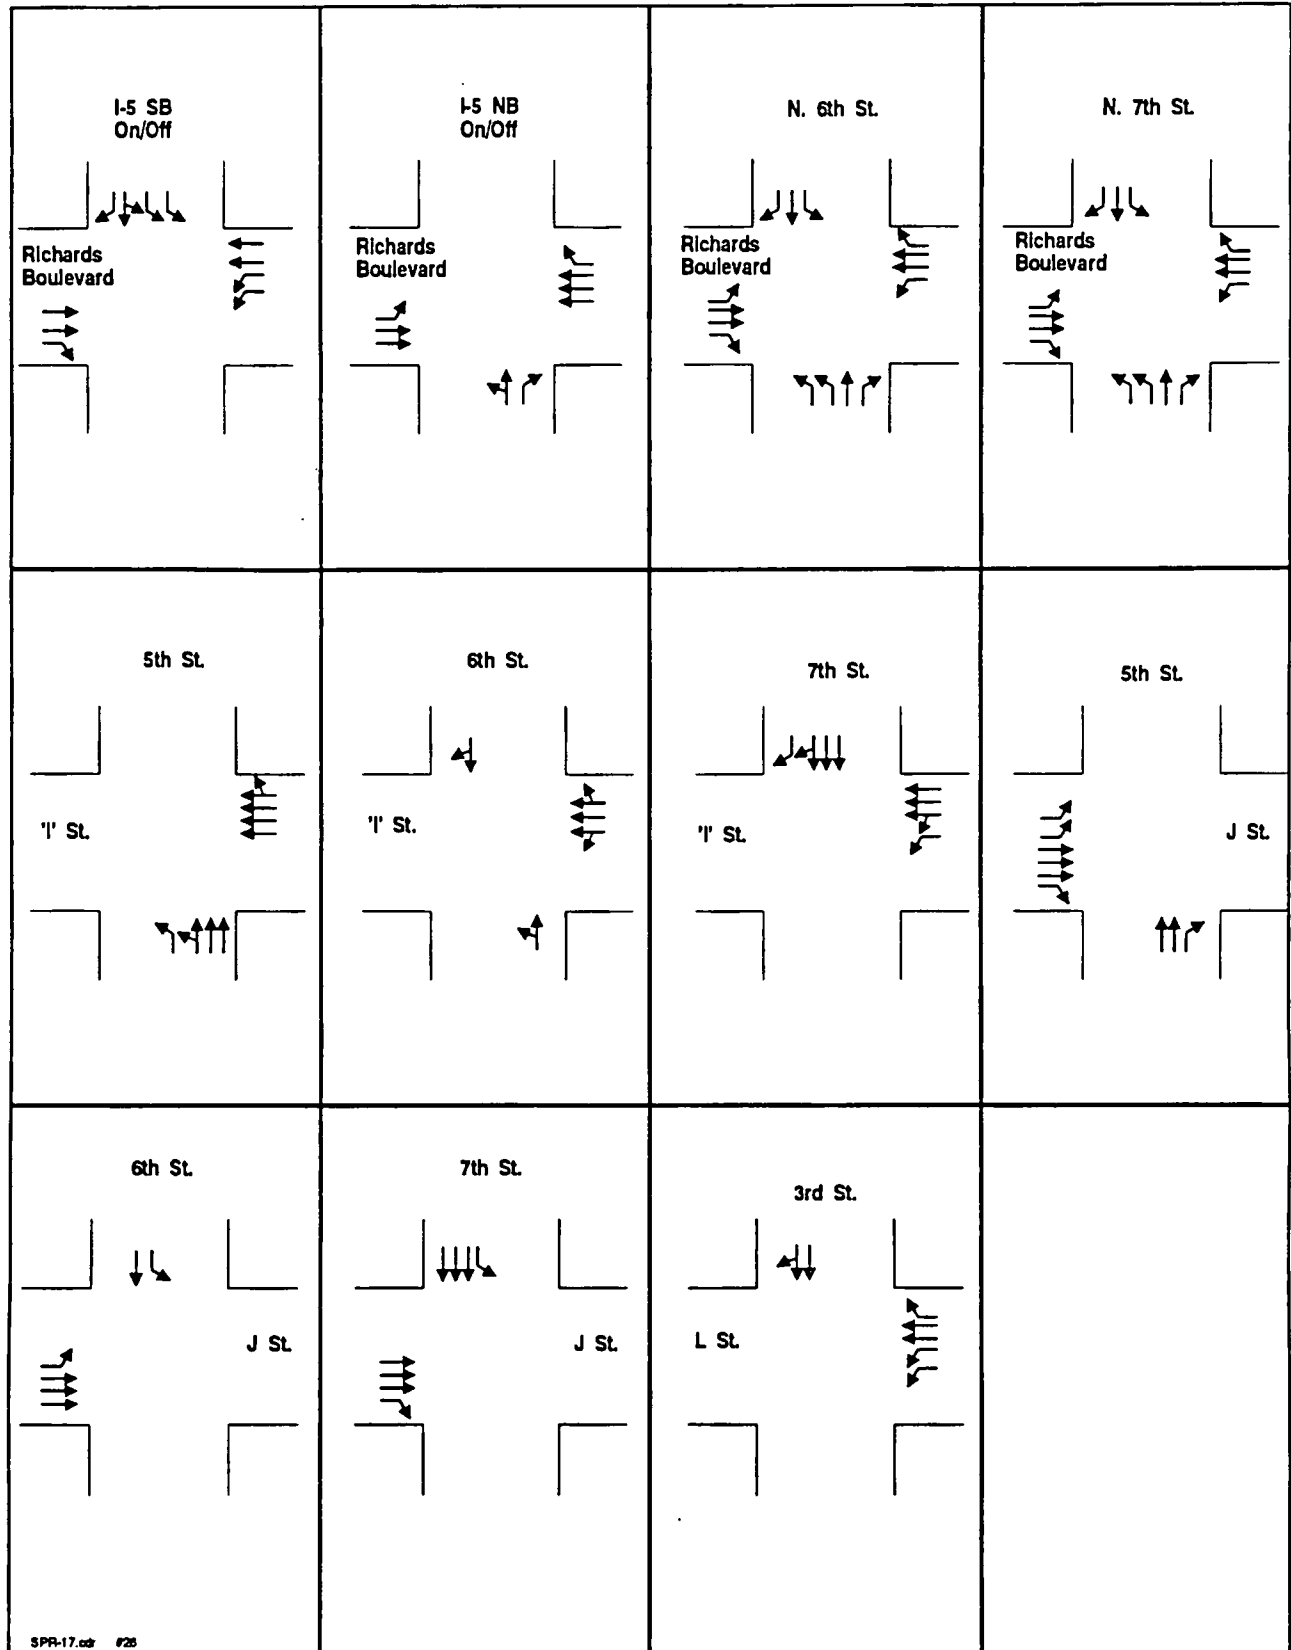 I-5 SB
On/Off
Richards
Boulevard
I-5 NB
On/Off
Richards
Boulevard
N. 6th St.
Richards
Boulevard
N. 7th St.
Richards
Boulevard
5th St.
'I' St.
6th St.
'I' St.
7th St.
'I' St.
5th St.
J St.
6th St.
J St.
7th St.
J St.
3rd St.
L St.
SPR-17.cdr #26